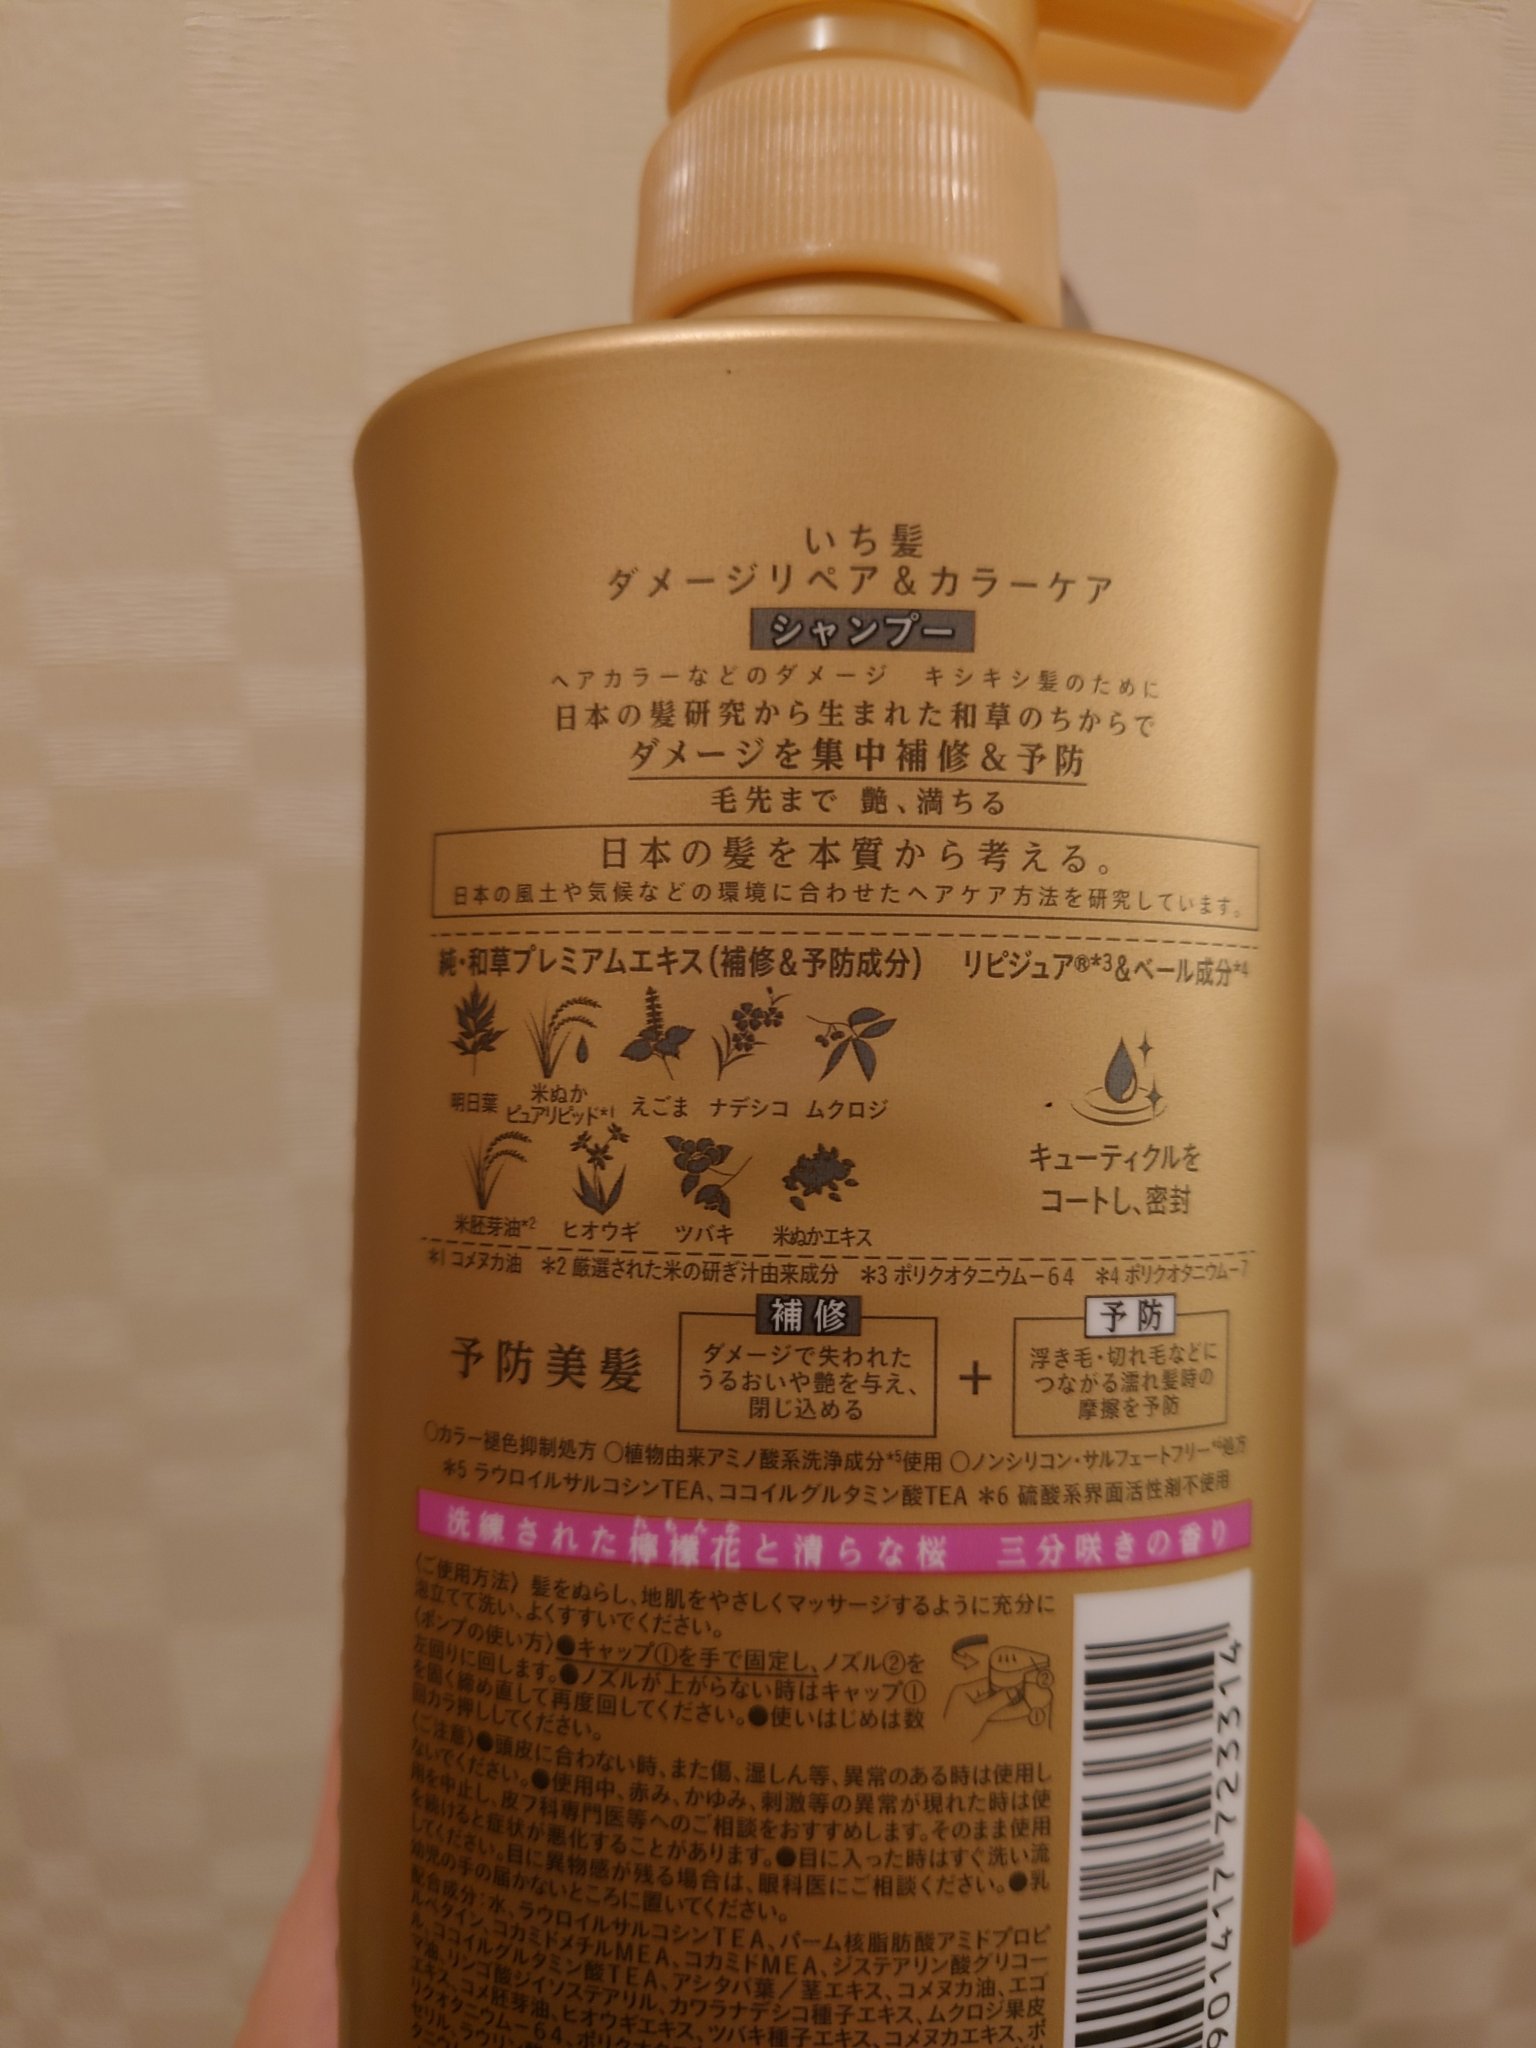 いち髪
ダメージリペア&カラーケア
シャンプー
ヘアカラーなどのダメージ キシキシ髪のために
日本の髪研究から生まれた和草のちからで
ダメージを集中補修&予防
毛先まで 艶、満ちる
日本の髪を本質から考える。
日本の風土や気候などの環境に合わせたヘアケア方法を研究しています。
純・和草プレミアムエキス(補修&予防成分) リピジュア®*3&ベール成分*4
明日葉 米ぬか
ピュアリピッド*1 えごま ナデシコ ムクロジ
米胚芽油*2 ヒオウギ ツバキ 米ぬかエキス
キューティクルを
コートし、密封
*1 コメヌカ油 *2 厳選された米の研ぎ汁由来成分 *3 ポリクオタニウム-64 *4 ポリクオタニウム-7
予防美髪
補修
ダメージで失われた
うるおいや艶を与え、
閉じ込める
+
予防
浮き毛・切れ毛などに
つながる濡れ髪時の
摩擦を予防
○カラー褪色抑制処方 ○植物由来アミノ酸系洗浄成分*5使用 ○ノンシリコン・サルフェートフリー*6処方
*5 ラウロイルサルコシンTEA、ココイルグルタミン酸TEA *6 硫酸系界面活性剤不使用
洗練された檸檬花と清らな桜 三分咲きの香り
〈ご使用方法〉髪をぬらし、地肌をやさしくマッサージするように充分に
泡立てて洗い、よくすすいでください。
〈ポンプの使い方〉●キャップ①を手で固定し、ノズル②を
左回りに回します。●ノズルが上がらない時はキャップ①
を固く締め直して再度回してください。●使いはじめは数
回カラ押ししてください。
② ①
〈ご注意〉●頭皮に合わない時、また傷、湿しん等、異常のある時は使用し
ないでください。●使用中、赤み、かゆみ、刺激等の異常が現れた時は使
用を中止し、皮フ科専門医等へのご相談をおすすめします。そのまま使用
を続けると症状が悪化することがあります。●目に入った時はすぐ洗い流
してください。目に異物感が残る場合は、眼科医にご相談ください。●乳
幼児の手の届かないところに置いてください。
配合成分:水、ラウロイルサルコシンTEA、パーム核脂肪酸アミドプロピ
ルベタイン、コカミドメチルMEA、コカミドMEA、ジステアリン酸グリコー
ル、ココイルグルタミン酸TEA、アシタバ葉/茎エキス、コメヌカ油、エゴ
マ油、リンゴ酸ジイソステアリル、カワラナデシコ種子エキス、ムクロジ果皮
エキス、コメ胚芽油、ヒオウギエキス、ツバキ種子エキス、コメヌカエキス、ポ
リクオタニウム-64、
4171723314